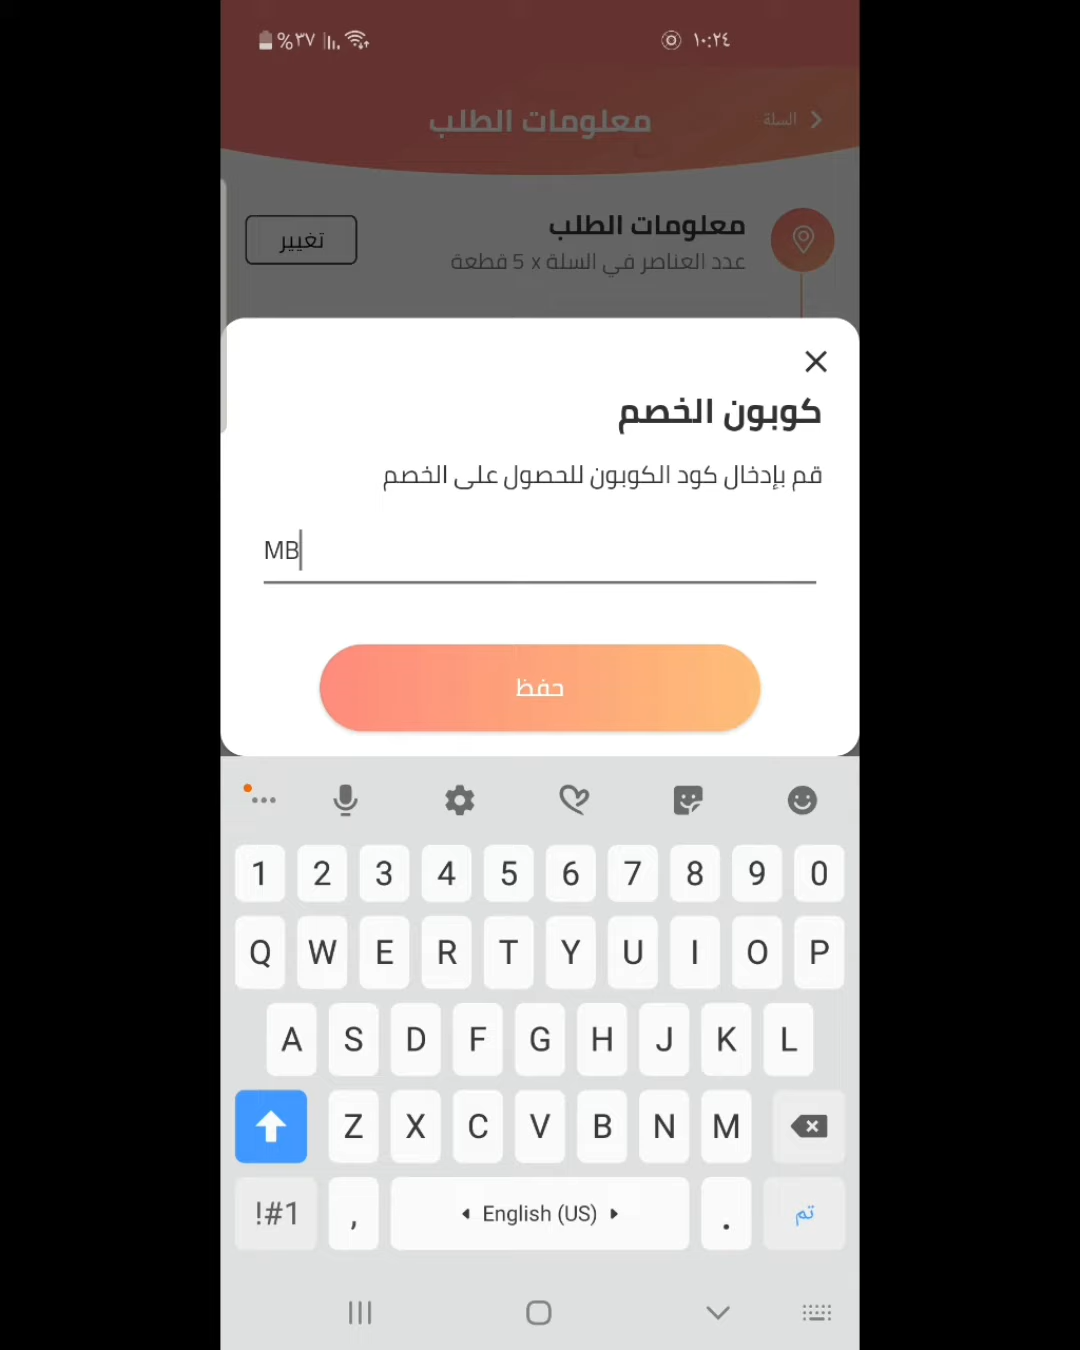 ١٠:٢٤
%٣٧
السلة
معلومات الطلب
معلومات الطلب
عدد العناصر في السلة x 5 قطعة
تغيير
كوبون الخصم
قم بإدخال كود الكوبون للحصول على الخصم
MB
حفظ
1 2 3 4 5 6 7 8 9 0
Q W E R T Y U I O P
A S D F G H J K L
Z X C V B N M
!#1 , English (US) . تم